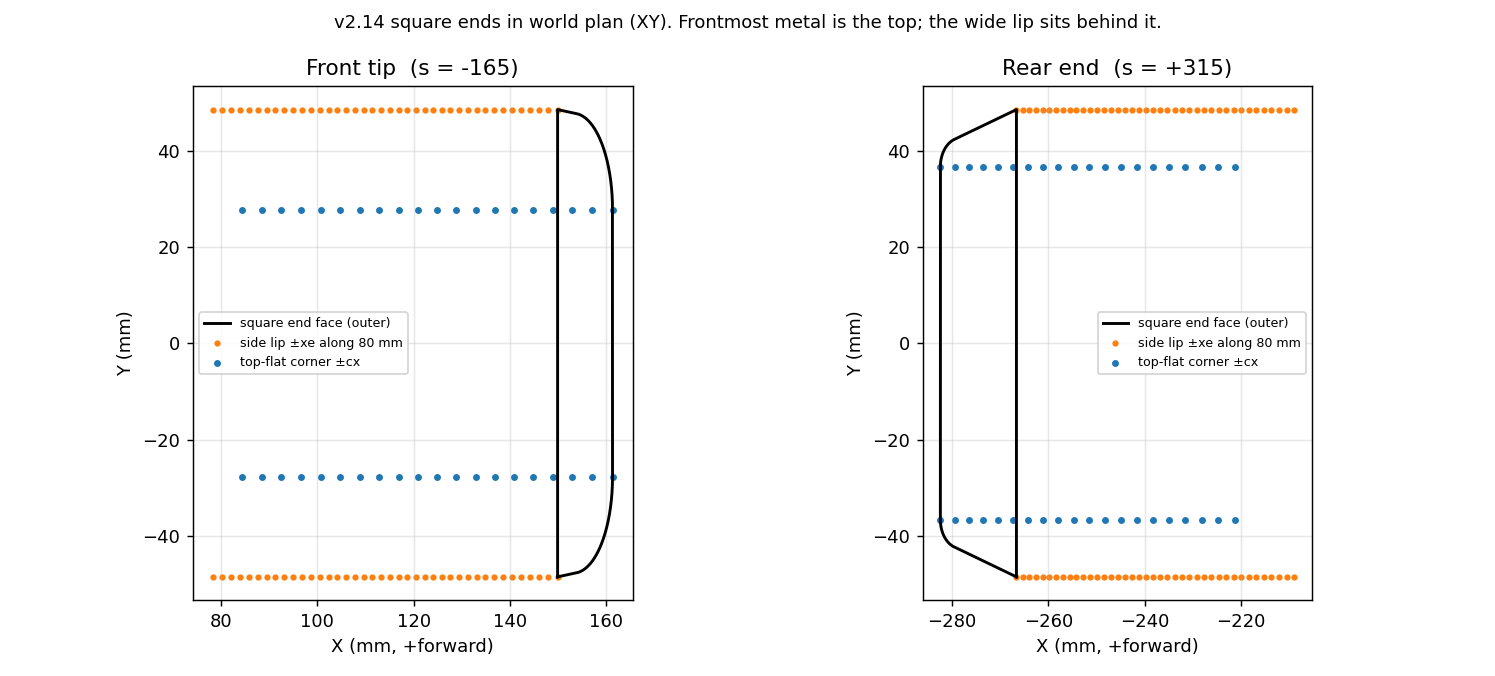 v2.14 square ends in world plan (XY). Frontmost metal is the top; the wide lip sits behind it.
Front tip  (s = -165)
40
20
0
−20
−40
Y (mm)
square end face (outer)
side lip ±xe along 80 mm
top-flat corner ±cx
80
100
120
140
160
X (mm, +forward)
Rear end  (s = +315)
40
20
0
−20
−40
Y (mm)
square end face (outer)
side lip ±xe along 80 mm
top-flat corner ±cx
−280
−260
−240
−220
X (mm, +forward)